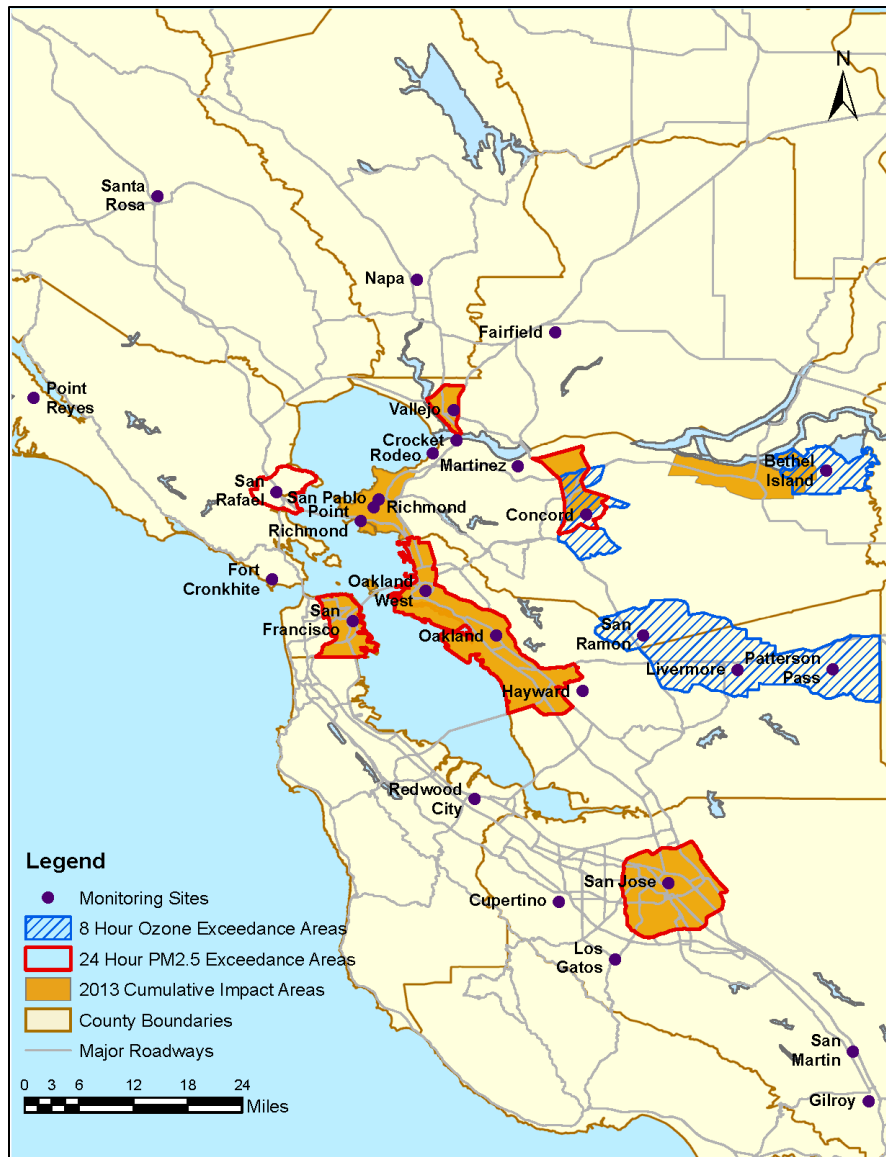 N
Santa
Rosa
Napa
Fairfield
Point
Reyes
Vallejo
Crocket
Rodeo
Martinez
Bethel
Island
San
Rafael
San Pablo
Point
Richmond
Richmond
Concord
Fort
Cronkhite
Oakland
West
San
Francisco
Oakland
San
Ramon
Livermore
Patterson
Pass
Hayward
Redwood
City
San Jose
Cupertino
Los
Gatos
San
Martin
Gilroy
Legend
Monitoring Sites
8 Hour Ozone Exceedance Areas
24 Hour PM2.5 Exceedance Areas
2013 Cumulative Impact Areas
County Boundaries
Major Roadways
0 3 6 12 18 24
Miles